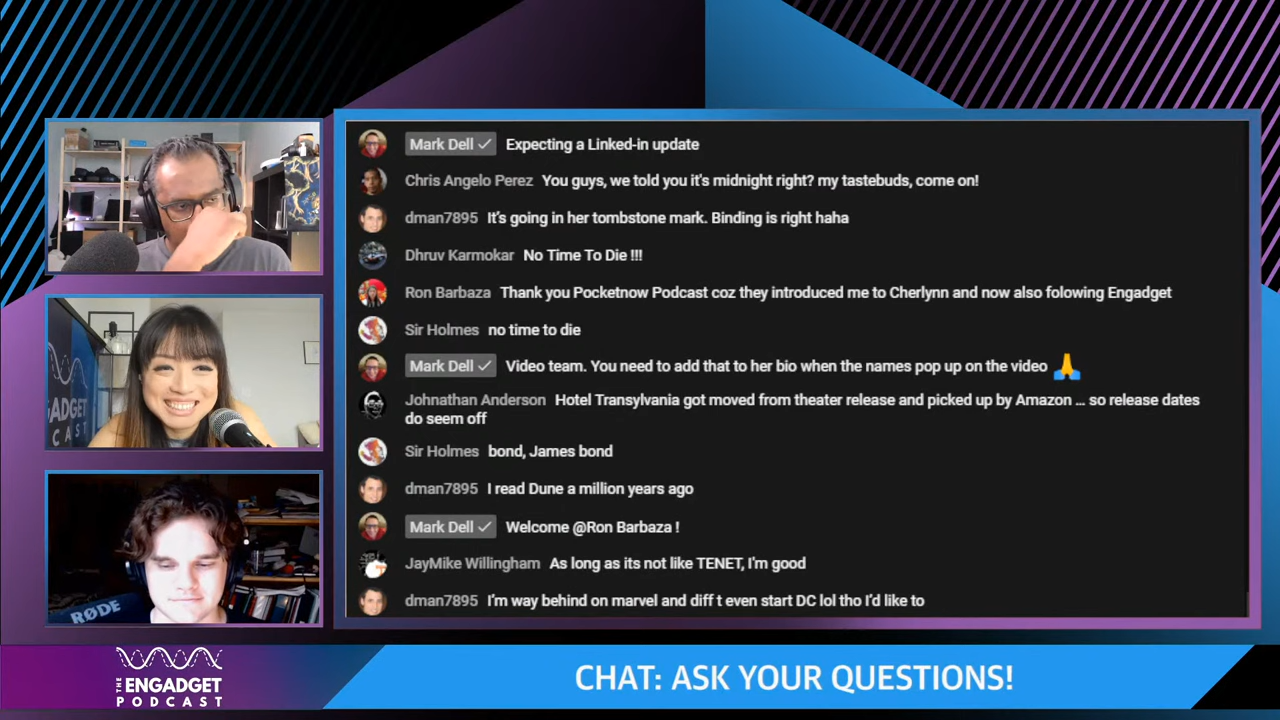 Mark Dell ✓ Expecting a Linked-in update
Chris Angelo Perez You guys, we told you it's midnight right? my tastebuds, come on!
dman7895 It's going in her tombstone mark. Binding is right haha
Dhruv Karmokar No Time To Die !!!
Ron Barbaza Thank you Pocketnow Podcast coz they introduced me to Cherlynn and now also folowing Engadget
Sir Holmes no time to die
Mark Dell ✓ Video team. You need to add that to her bio when the names pop up on the video 🙏
Johnathan Anderson Hotel Transylvania got moved from theater release and picked up by Amazon ... so release dates
do seem off
Sir Holmes bond, James bond
dman7895 I read Dune a million years ago
Mark Dell ✓ Welcome @Ron Barbaza !
JayMike Willingham As long as its not like TENET, I'm good
dman7895 I'm way behind on marvel and diff t even start DC lol tho I'd like to
GADGET
CAST
RØDE
THE ENGADGET
PODCAST
CHAT: ASK YOUR QUESTIONS!